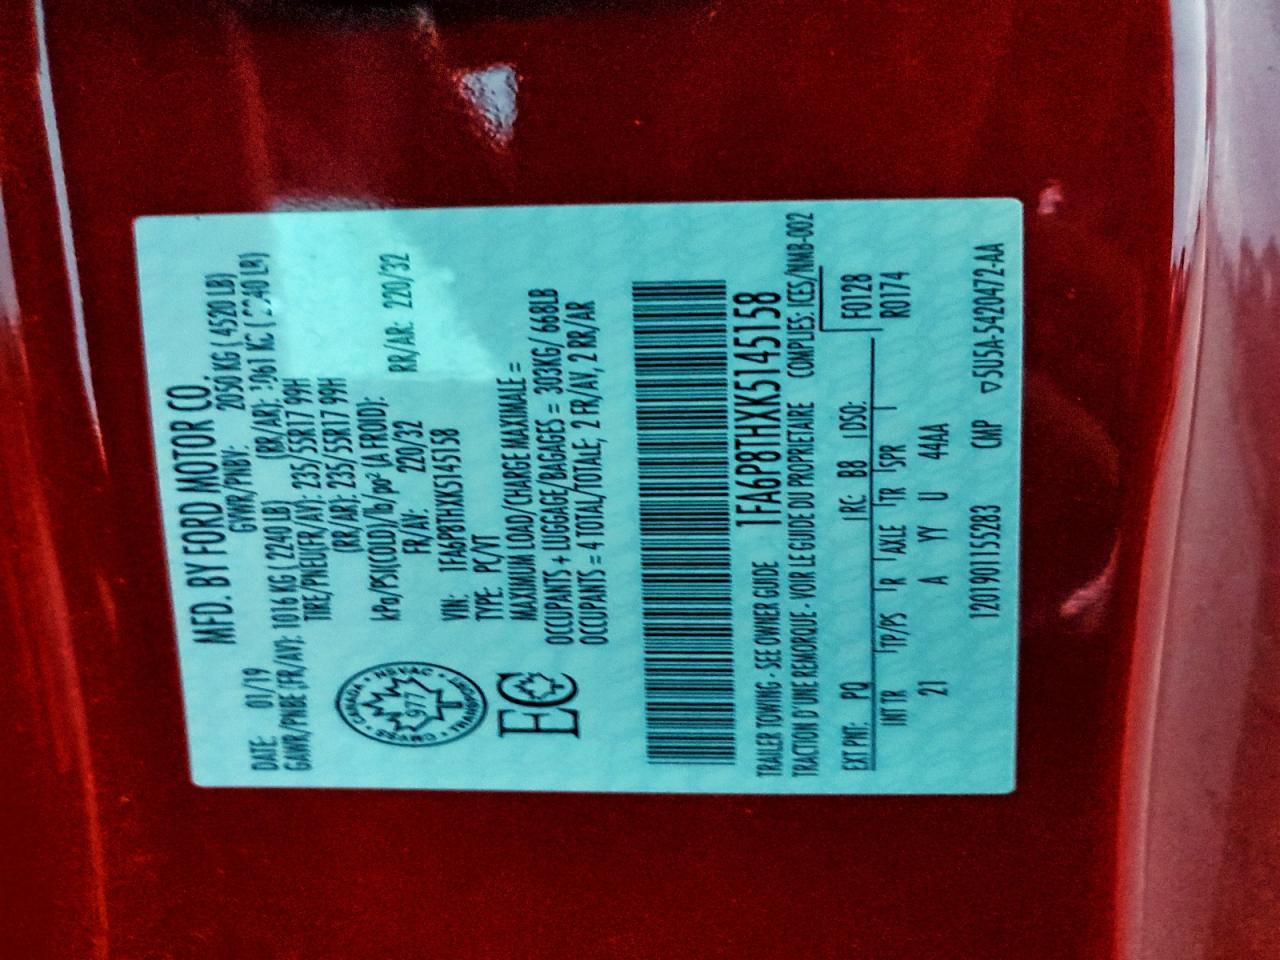 MFD. BY FORD MOTOR CO.
DATE: 01/19 GVWR/PNBV: 2050 KG ( 4520 LB)
GAWR/PNBE (FR/AV): 1016 KG ( 2240 LB) (RR/AR): KG ( LB)
TIRE/PNEU(FR/AV): 235/55R17 99H
(RR/AR): 235/55R17 99H
kPa/PSI(COLD)/lb/po² (A FROID):
FR/AV: 220/32 RR/AR: 220/32
VIN: 1FA6P8THXK5145158
TYPE: PC/VT
MAXIMUM LOAD/CHARGE MAXIMALE =
OCCUPANTS + LUGGAGE/BAGAGES = 303KG/ 668LB
OCCUPANTS = 4 TOTAL/TOTALE, 2 FR/AV, 2 RR/AR
CANADA
977
TRANSPORT
EC
1FA6P8THXK5145158
TRAILER TOWING - SEE OWNER GUIDE
TRACTION D'UNE REMORQUE - VOIR LE GUIDE DU PROPRIETAIRE COMPLIES: ICES/NMB-002
EXT PNT: PQ RC: B8 DSO: F0128
INT TR TP/PS R AXLE TR SPR R0174
21 A YY U 44AA
1201901155283 CMP ▽5U5A-5420472-AA